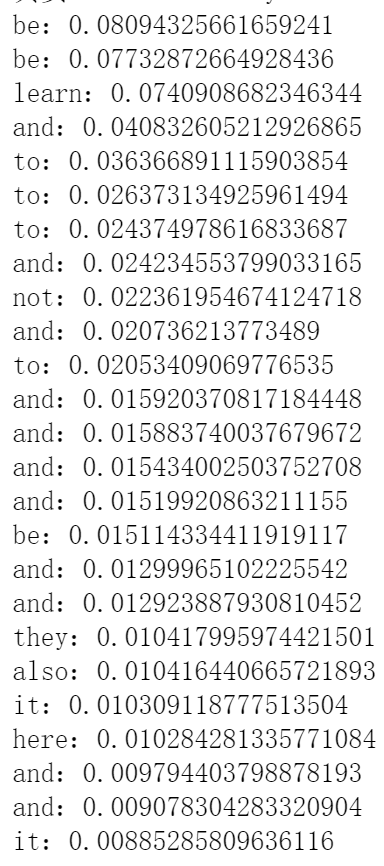 be: 0.08094325661659241
be: 0.07732872664928436
learn: 0.0740908682346344
and: 0.040832605212926865
to: 0.036366891115903854
to: 0.026373134925961494
to: 0.024374978616833687
and: 0.024234553799033165
not: 0.022361954674124718
and: 0.020736213773489
to: 0.02053409069776535
and: 0.015920370817184448
and: 0.015883740037679672
and: 0.015434002503752708
and: 0.01519920863211155
be: 0.015114334411919117
and: 0.01299965102225542
and: 0.012923887930810452
they: 0.010417995974421501
also: 0.010416440665721893
it: 0.010309118777513504
here: 0.010284281335771084
and: 0.009794403798878193
and: 0.009078304283320904
it: 0.00885285809636116